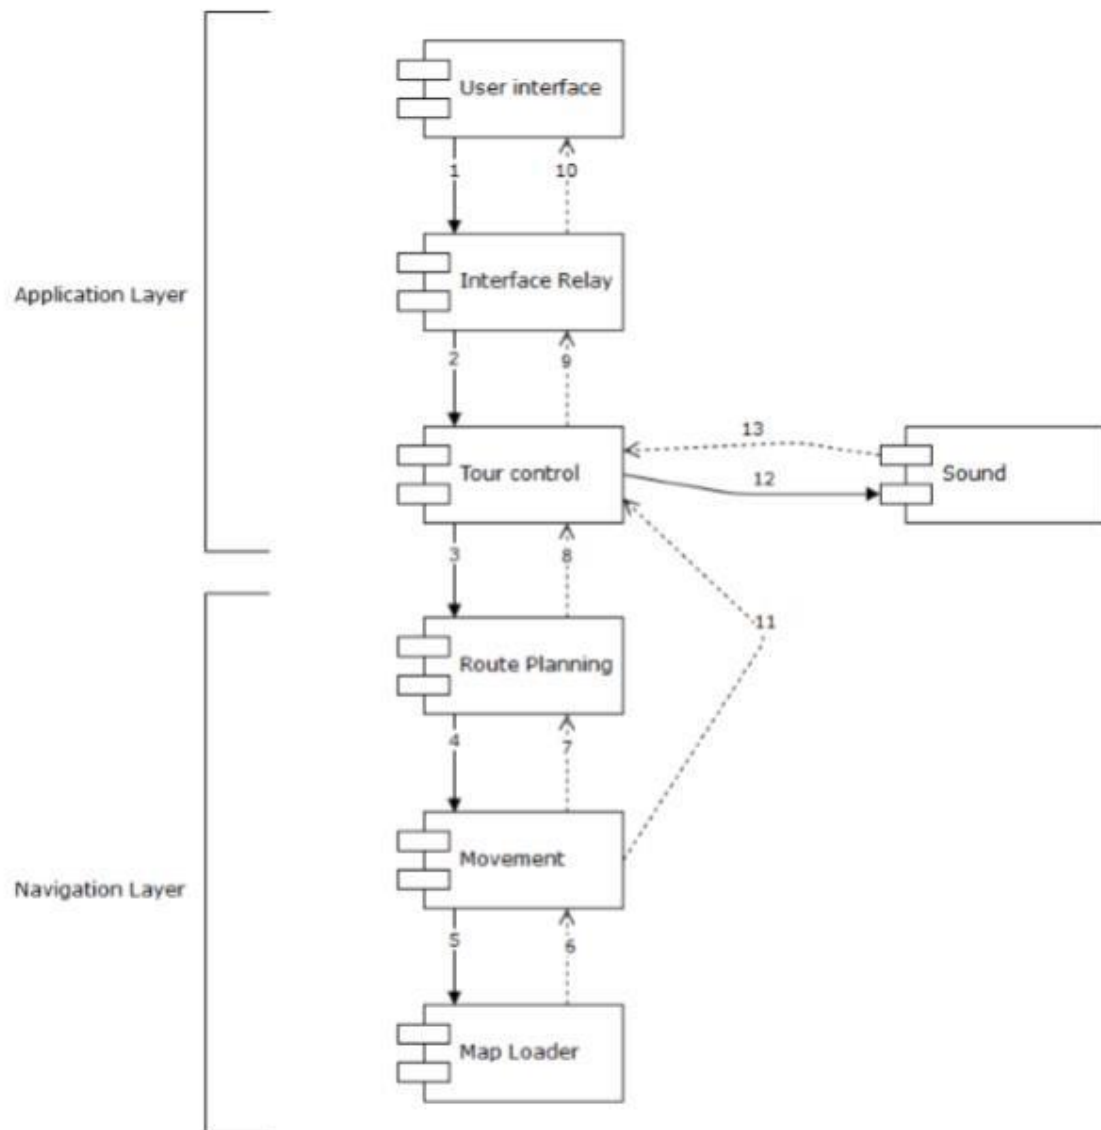 User interface
1
10
Application Layer
Interface Relay
2
9
13
Tour control
12
Sound
3
8
11
Route Planning
4
7
Navigation Layer
Movement
5
6
Map Loader